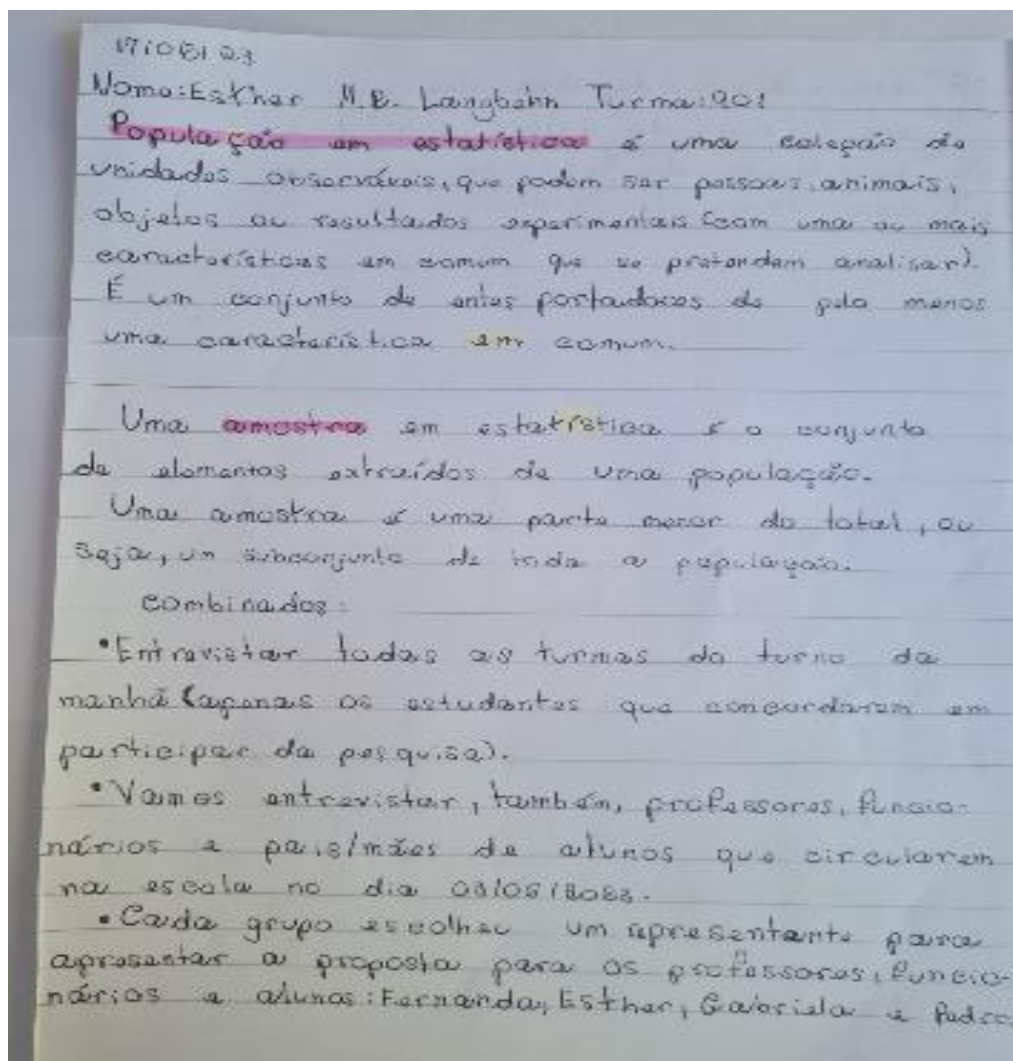 Nome: Esther M.B. Langbehn Turma: 901
População em estatística é uma coleção de
unidades observáveis, que podem ser pessoas, animais,
objetos ou resultados experimentais (com uma ou mais
características em comum que se pretendem analisar).
É um conjunto de entes portadores de pelo menos
uma característica em comum.
Uma amostra em estatística é o conjunto
de elementos extraídos de uma população.
Uma amostra é uma parte menor do total, ou
seja, um subconjunto de toda a população.
combinados:
•Entrevistar todas as turmas do turno da
manhã (apenas os estudantes que concordarem em
participar da pesquisa).
•Vamos entrevistar, também, professores, funcio-
nários e pais/mães de alunos que circularem
na escola no dia
•Cada grupo escolheu um representante para
apresentar a proposta para os professores, funcio-
nários e alunos: Fernanda, Esther, Gabriela e Pedro.